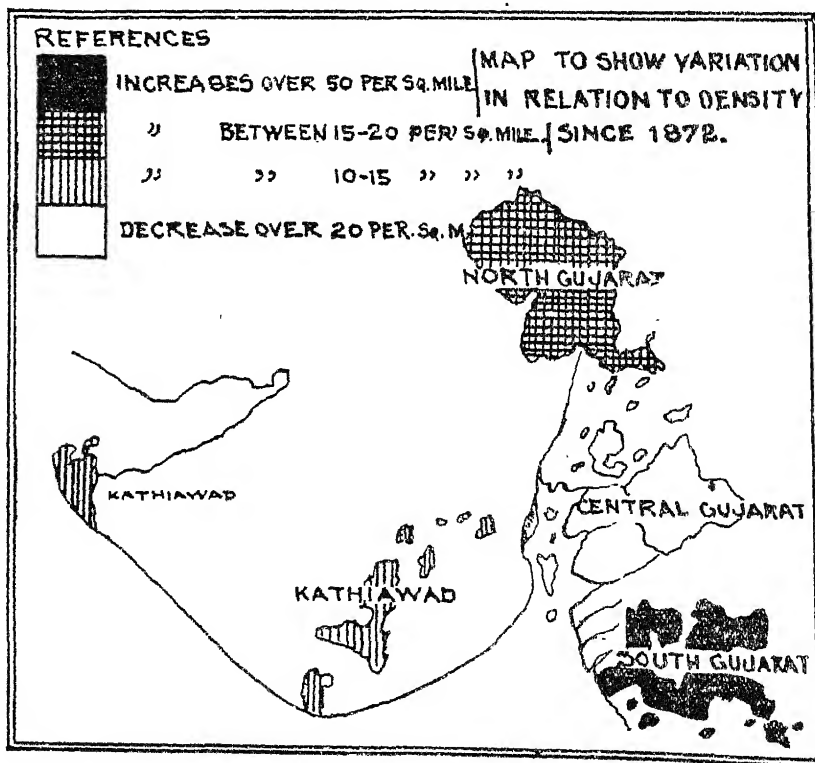 REFERENCES
INCREASES OVER 50 PER SQ. MILE
" BETWEEN 15-20 PER SQ. MILE.
" " 10-15 " " "
DECREASE OVER 20 PER. SQ. M.
MAP TO SHOW VARIATION
IN RELATION TO DENSITY
SINCE 1872.
NORTH GUJARAT
KATHIAWAD
CENTRAL GUJARAT
KATHIAWAD
SOUTH GUJARAT